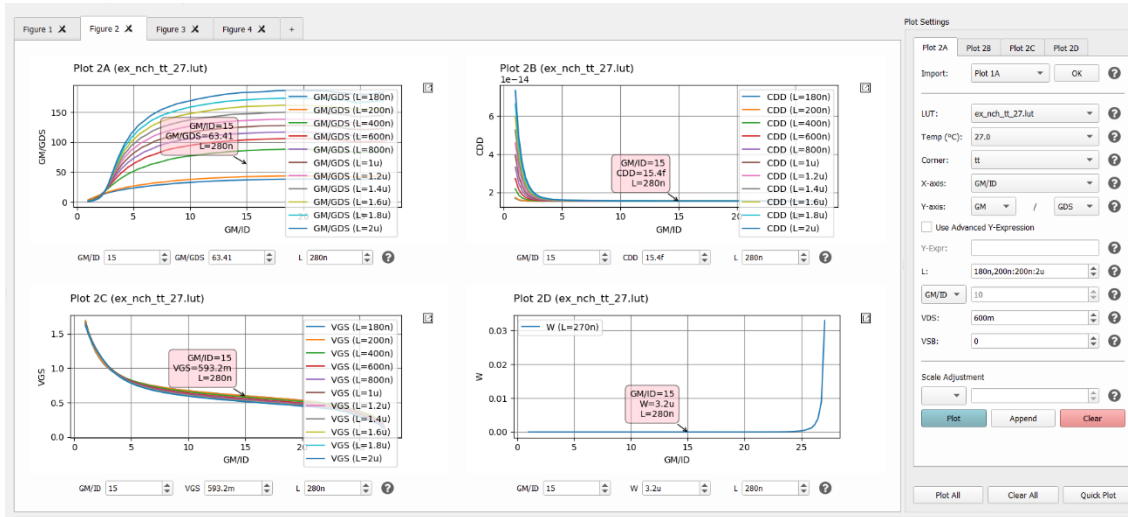 Figure 1 X Figure 2 X Figure 3 X Figure 4 X +
Plot 2A (ex_nch_tt_27.lut)
GM/GDS
150
100
50
0
0 5 10 15 20
GM/ID
GM/ID=15
GM/GDS=63.41
L=280n
GM/GDS (L=180n)
GM/GDS (L=200n)
GM/GDS (L=400n)
GM/GDS (L=600n)
GM/GDS (L=800n)
GM/GDS (L=1u)
GM/GDS (L=1.2u)
GM/GDS (L=1.4u)
GM/GDS (L=1.6u)
GM/GDS (L=1.8u)
GM/GDS (L=2u)
GM/ID 15 GM/GDS 63.41 L 280n ?
Plot 2B (ex_nch_tt_27.lut)
1e−14
CDD
6
4
2
0 5 10 15 20
GM/ID
GM/ID=15
CDD=15.4f
L=280n
CDD (L=180n)
CDD (L=200n)
CDD (L=400n)
CDD (L=600n)
CDD (L=800n)
CDD (L=1u)
CDD (L=1.2u)
CDD (L=1.4u)
CDD (L=1.6u)
CDD (L=1.8u)
CDD (L=2u)
GM/ID 15 CDD 15.4f L 280n ?
Plot 2C (ex_nch_tt_27.lut)
VGS
1.5
1.0
0.5
0.0
0 5 10 15 20
GM/ID
GM/ID=15
VGS=593.2m
L=280n
VGS (L=180n)
VGS (L=200n)
VGS (L=400n)
VGS (L=600n)
VGS (L=800n)
VGS (L=1u)
VGS (L=1.2u)
VGS (L=1.4u)
VGS (L=1.6u)
VGS (L=1.8u)
VGS (L=2u)
GM/ID 15 VGS 593.2m L 280n ?
Plot 2D (ex_nch_tt_27.lut)
W
0.03
0.02
0.01
0.00
0 5 10 15 20 25
GM/ID
W (L=270n)
GM/ID=15
W=3.2u
L=280n
GM/ID 15 W 3.2u L 280n ?
Plot Settings
Plot 2A Plot 2B Plot 2C Plot 2D
Import: Plot 1A OK ?
LUT: ex_nch_tt_27.lut ?
Temp (°C): 27.0 ?
Corner: tt ?
X-axis: GM/ID ?
Y-axis: GM / GDS ?
Use Advanced Y-Expression
Y-Expr: ?
L: 180n,200n:200n:2u ?
GM/ID 10 ?
VDS: 600m ?
VSB: 0 ?
Scale Adjustment
?
Plot Append Clear
Plot All Clear All Quick Plot